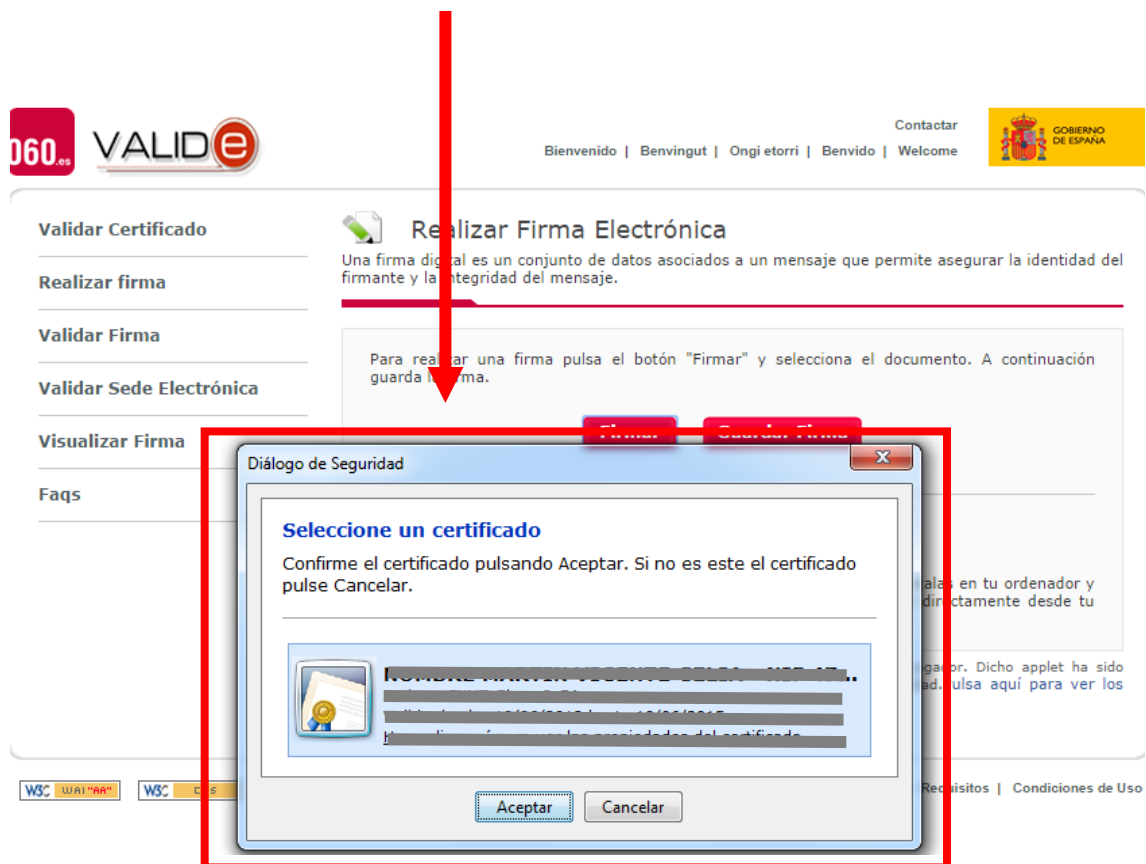 060.es VALIDe
Contactar
Bienvenido | Benvingut | Ongi etorri | Benvido | Welcome
GOBIERNO
DE ESPAÑA
Validar Certificado
Realizar firma
Validar Firma
Validar Sede Electrónica
Visualizar Firma
Faqs
Realizar Firma Electrónica
Una firma digital es un conjunto de datos asociados a un mensaje que permite asegurar la identidad del
firmante y la integridad del mensaje.
Para realizar una firma pulsa el botón "Firmar" y selecciona el documento. A continuación
guarda la firma.
Firmar Guardar Firma
Diálogo de Seguridad
Seleccione un certificado
Confirme el certificado pulsando Aceptar. Si no es este el certificado
pulse Cancelar.
Aceptar Cancelar
en tu ordenador y
directamente desde tu
Dicho applet ha sido
aquí para ver los
W3C WAI "AA" W3C
Requisitos | Condiciones de Uso